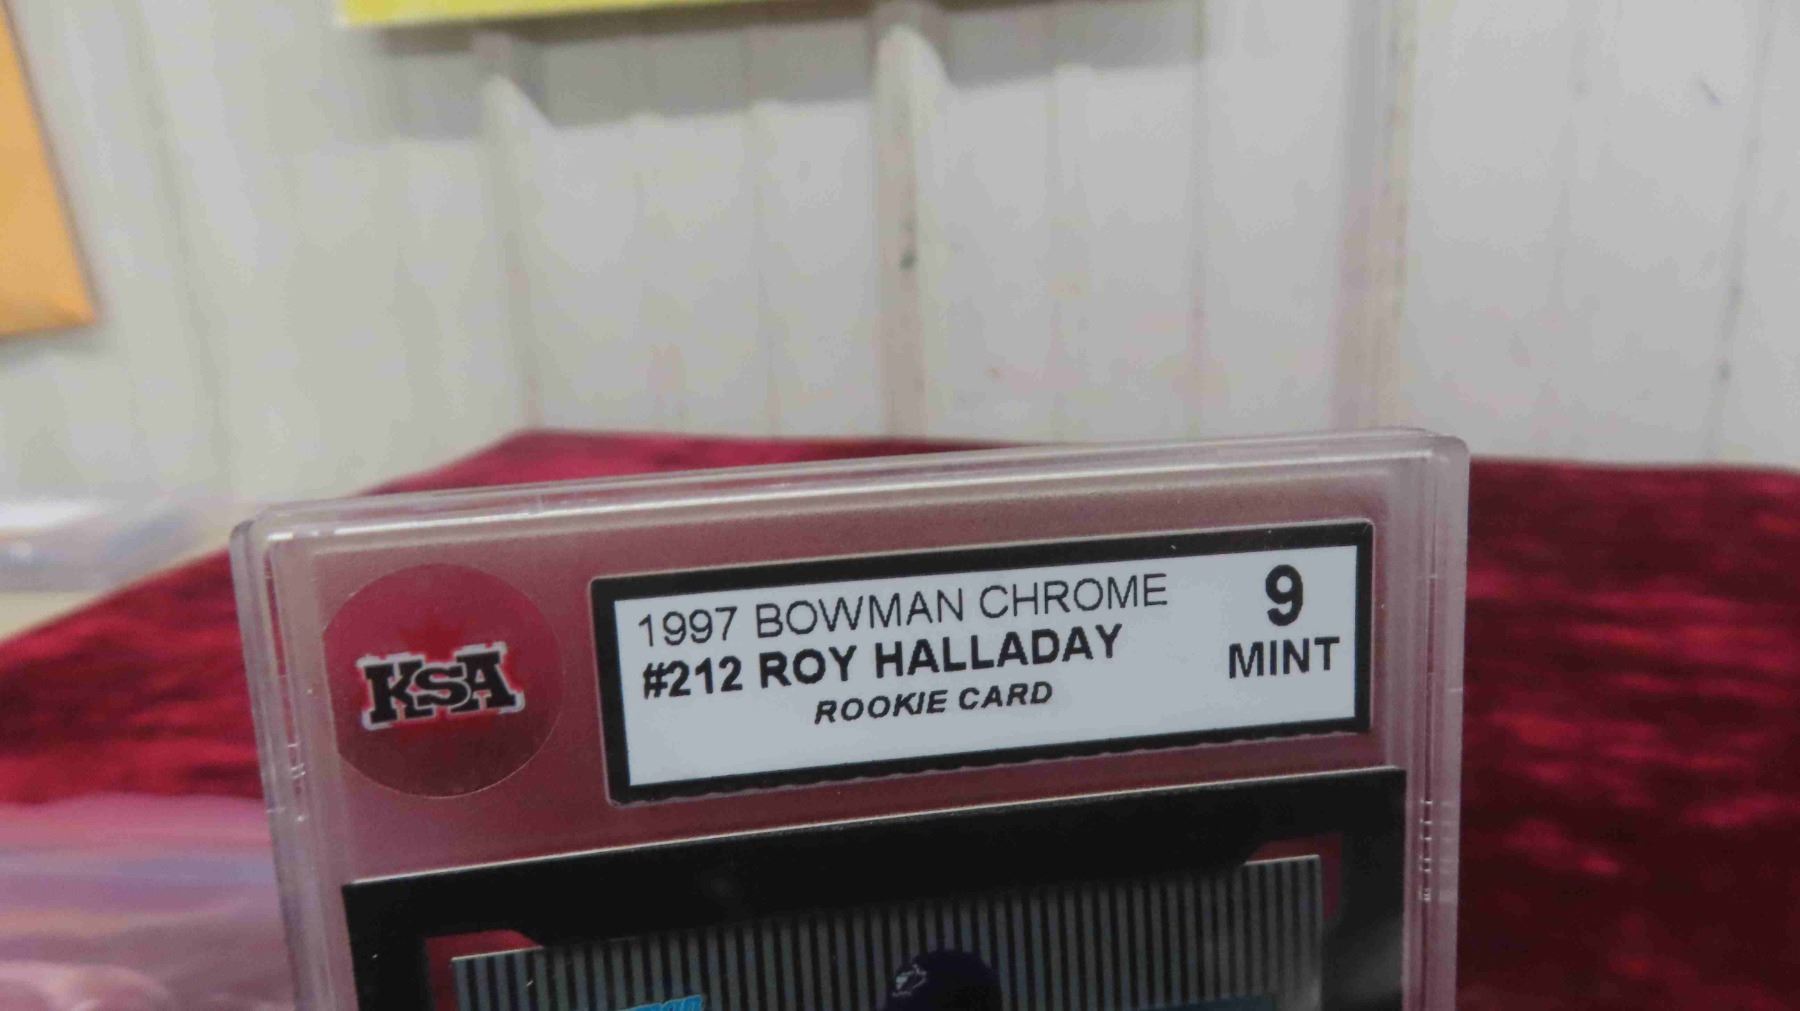 KSA
1997 BOWMAN CHROME
#212 ROY HALLADAY
ROOKIE CARD
9
MINT